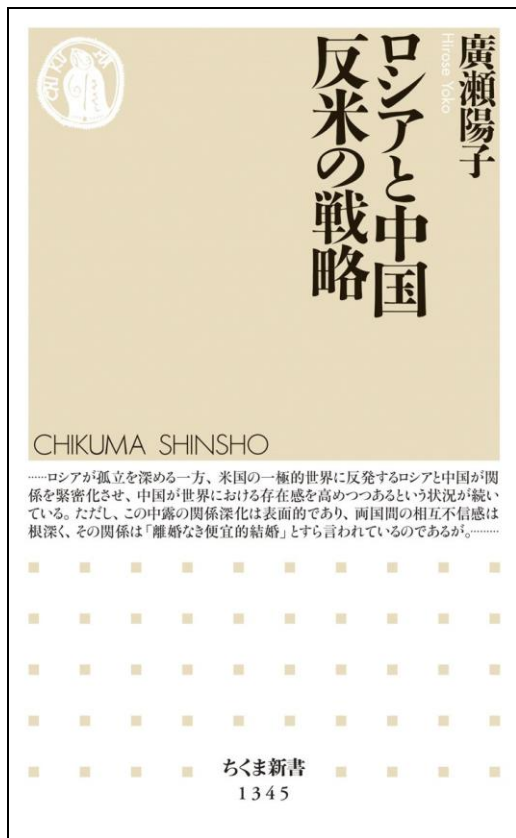 廣瀬陽子
Hirose Yoko
ロシアと中国
反米の戦略
CHIKUMA
CHIKUMA SHINSHO
……ロシアが孤立を深める一方、米国の一極的世界に反発するロシアと中国が関
係を緊密化させ、中国が世界における存在感を高めつつあるという状況が続い
ている。ただし、この中露の関係深化は表面的であり、両国間の相互不信感は
根深く、その関係は「離婚なき便宜的結婚」とすら言われているのであるが。………
ちくま新書
1345